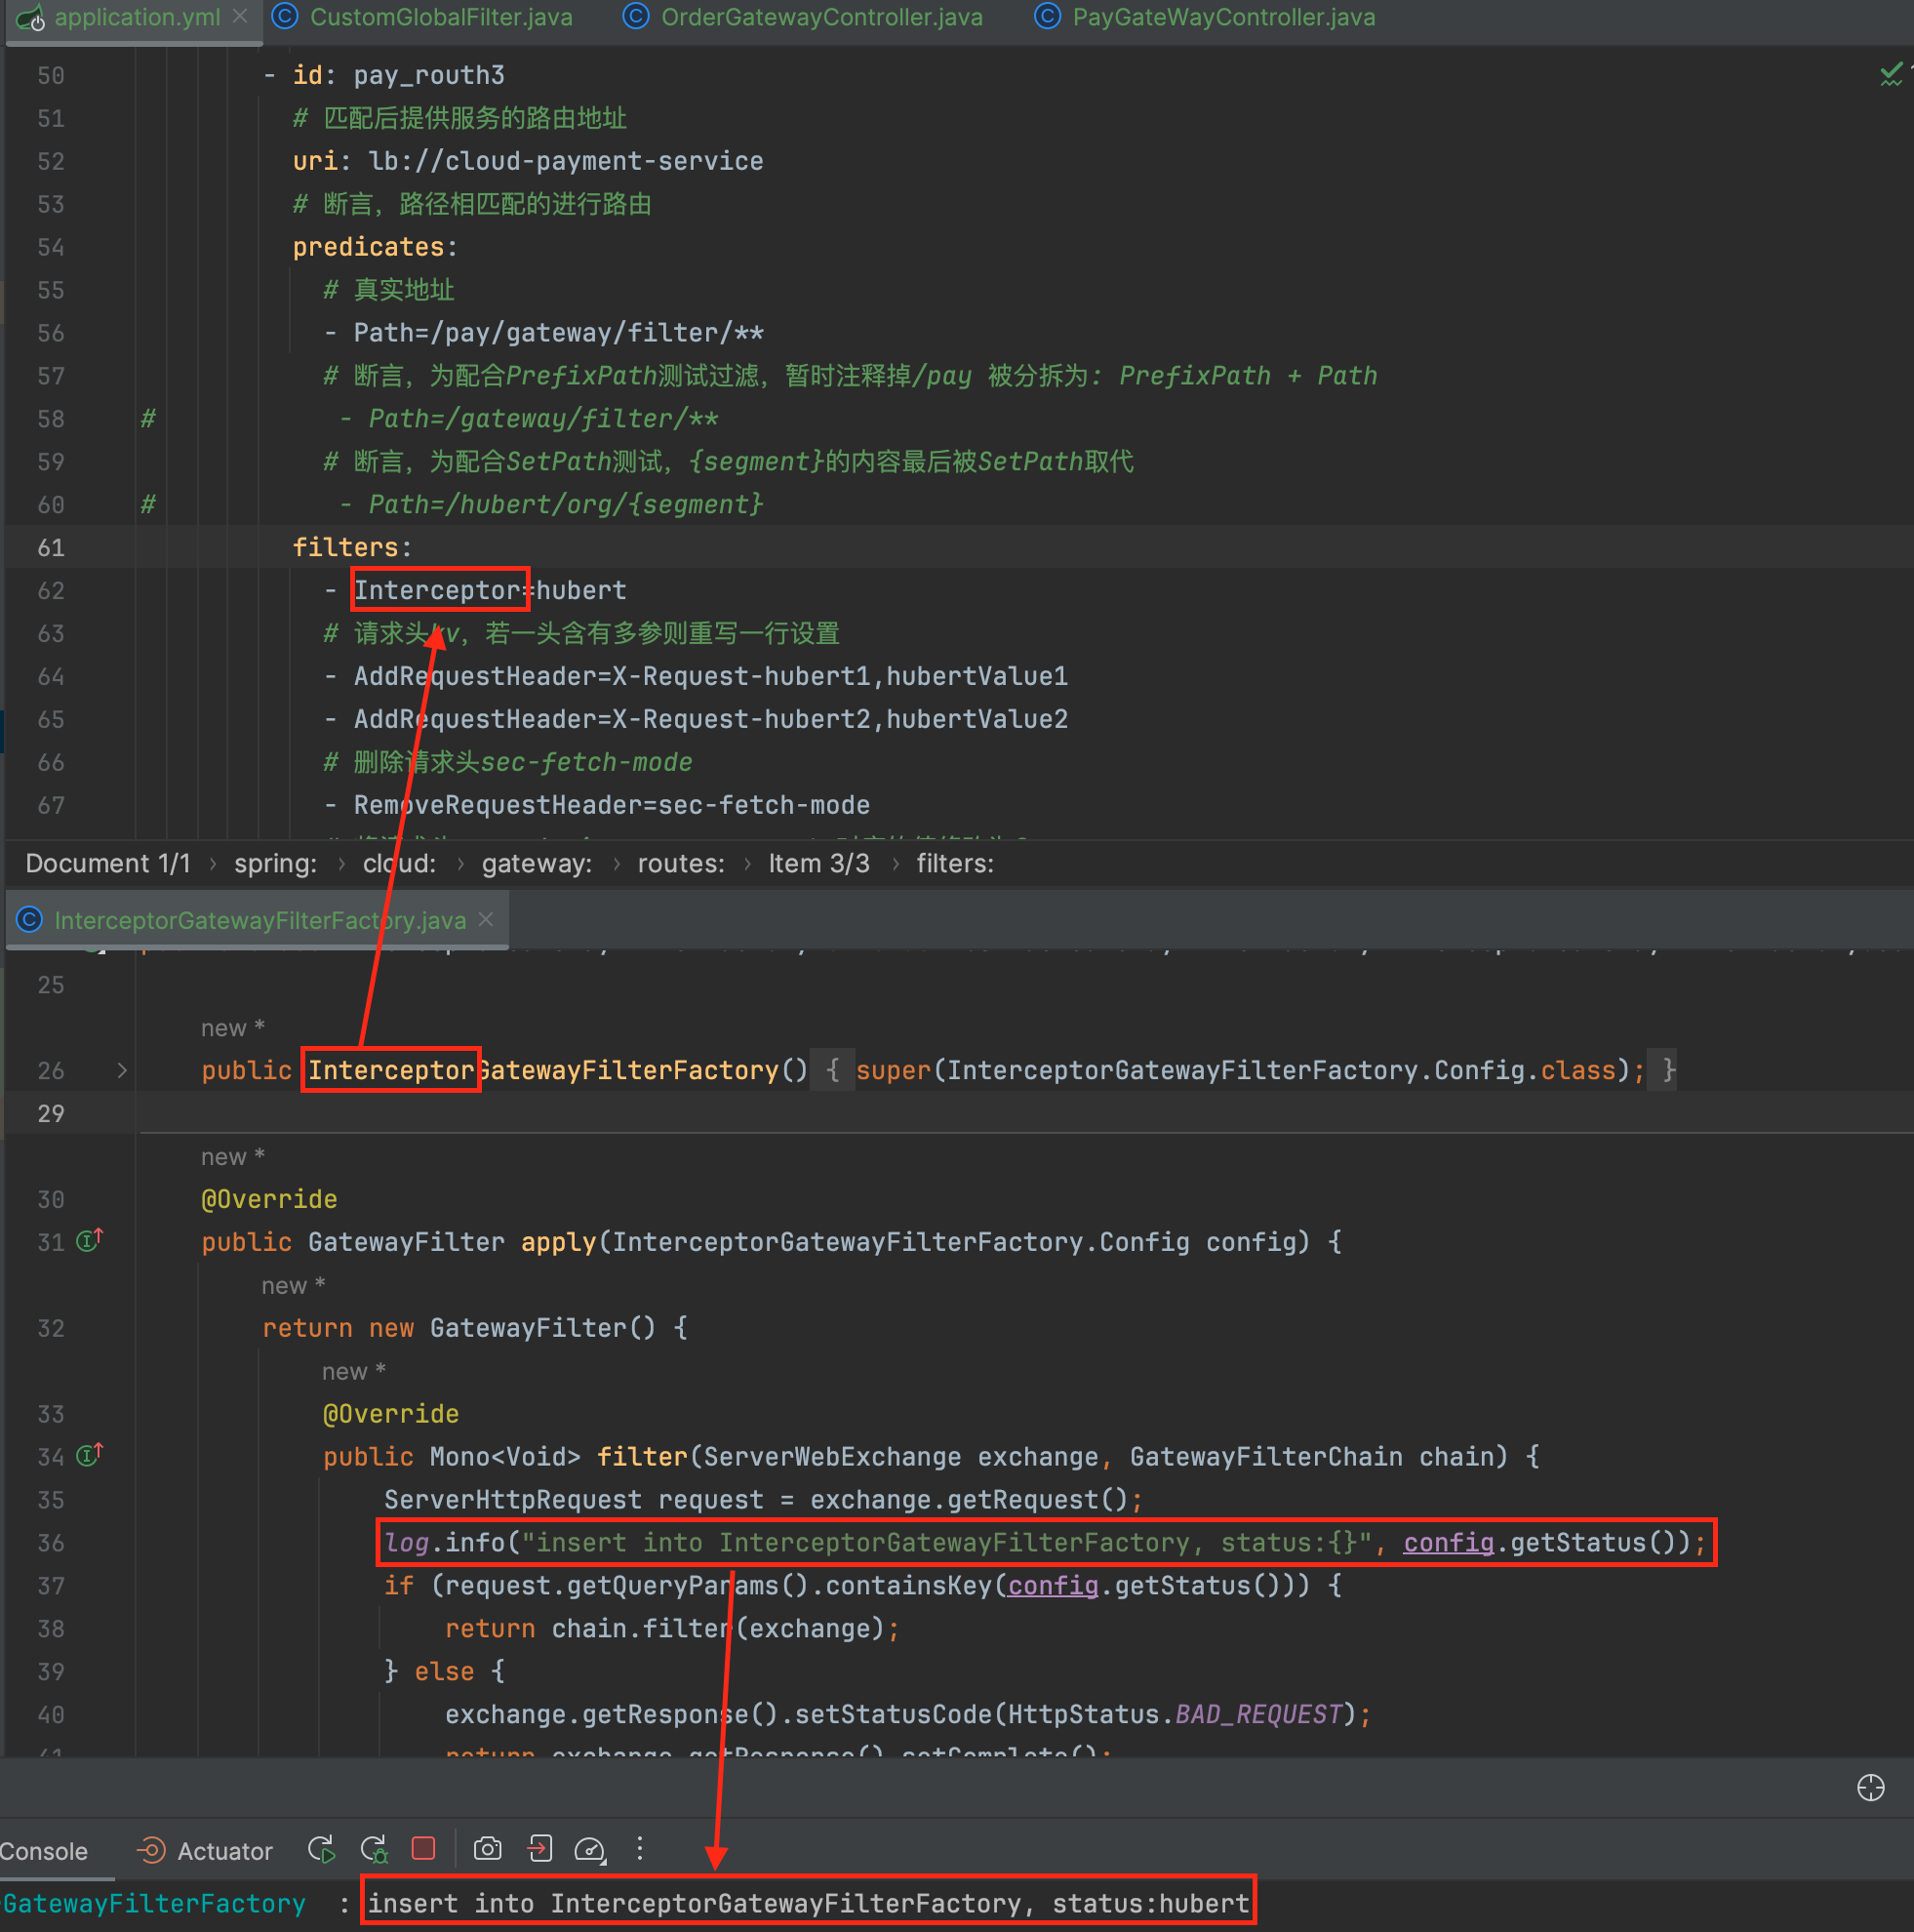 application.yml CustomGlobalFilter.java OrderGatewayController.java PayGateWayController.java
50 - id: pay_routh3
51 # 匹配后提供服务的路由地址
52 uri: lb://cloud-payment-service
53 # 断言，路径相匹配的进行路由
54 predicates:
55 # 真实地址
56 - Path=/pay/gateway/filter/**
57 # 断言，为配合PrefixPath测试过滤，暂时注释掉/pay 被分拆为: PrefixPath + Path
58 # - Path=/gateway/filter/**
59 # 断言，为配合SetPath测试，{segment}的内容最后被SetPath取代
60 # - Path=/hubert/org/{segment}
61 filters:
62 - Interceptor=hubert
63 # 请求头kv，若一头含有多参则重写一行设置
64 - AddRequestHeader=X-Request-hubert1,hubertValue1
65 - AddRequestHeader=X-Request-hubert2,hubertValue2
66 # 删除请求头sec-fetch-mode
67 - RemoveRequestHeader=sec-fetch-mode
Document 1/1 › spring: › cloud: › gateway: › routes: › Item 3/3 › filters:
InterceptorGatewayFilterFactory.java
25
new *
26 public InterceptorGatewayFilterFactory() { super(InterceptorGatewayFilterFactory.Config.class); }
29
new *
30 @Override
31 public GatewayFilter apply(InterceptorGatewayFilterFactory.Config config) {
new *
32 return new GatewayFilter() {
new *
33 @Override
34 public Mono<Void> filter(ServerWebExchange exchange, GatewayFilterChain chain) {
35 ServerHttpRequest request = exchange.getRequest();
36 log.info("insert into InterceptorGatewayFilterFactory, status:{}", config.getStatus());
37 if (request.getQueryParams().containsKey(config.getStatus())) {
38 return chain.filter(exchange);
39 } else {
40 exchange.getResponse().setStatusCode(HttpStatus.BAD_REQUEST);
41 return exchange.getResponse().setComplete();
Console Actuator
GatewayFilterFactory : insert into InterceptorGatewayFilterFactory, status:hubert